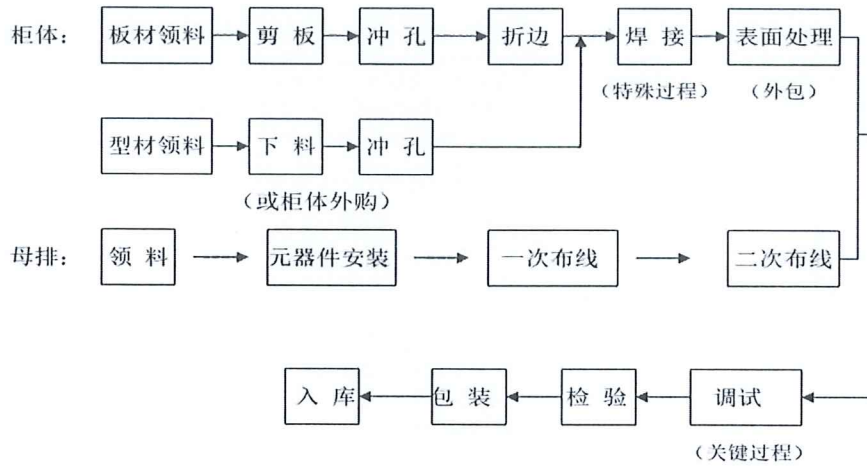 柜体： 板材领料 剪 板 冲 孔 折边 焊 接 表面处理
（特殊过程） （外包）
型材领料 下 料 冲 孔
（或柜体外购）
母排： 领 料 元器件安装 一次布线 二次布线
入 库 包 装 检 验 调试
（关键过程）